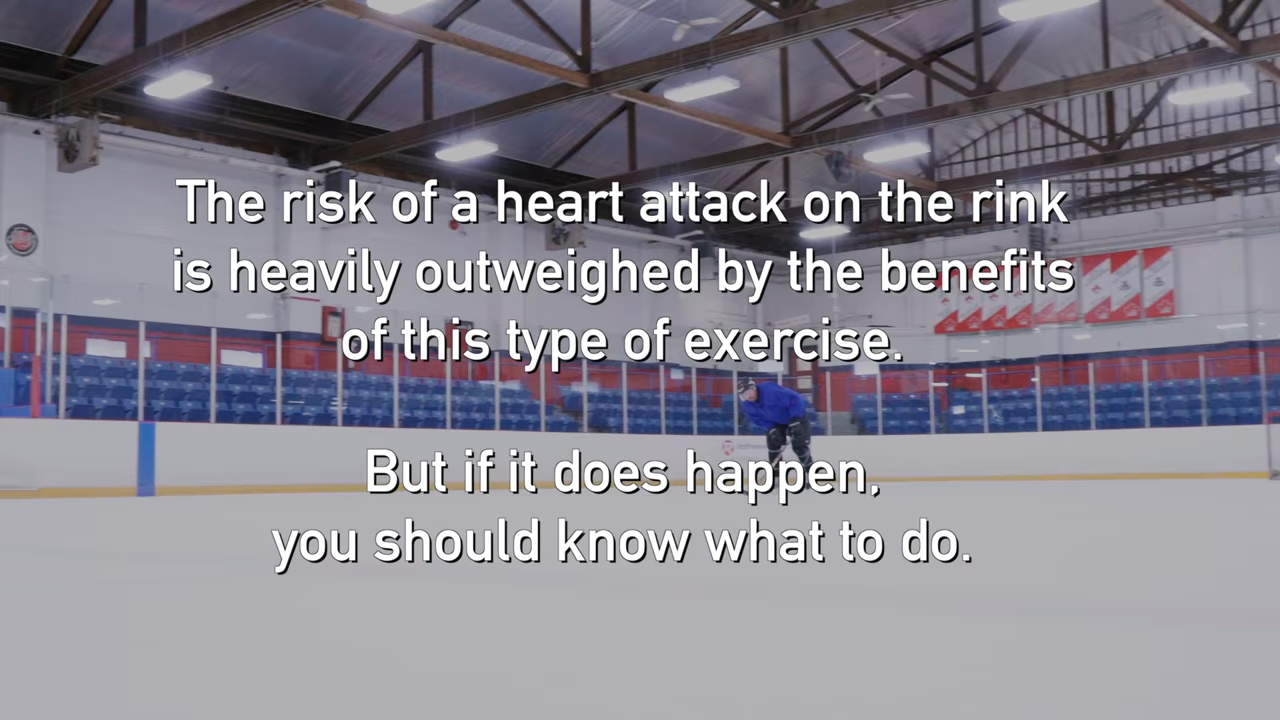 The risk of a heart attack on the rink
is heavily outweighed by the benefits
of this type of exercise.
But if it does happen,
you should know what to do.